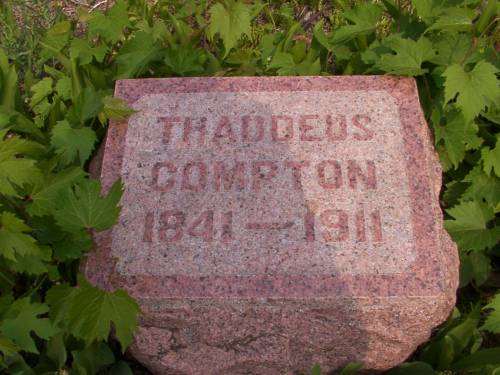 THADDEUS
COMPTON
1841 — 1911